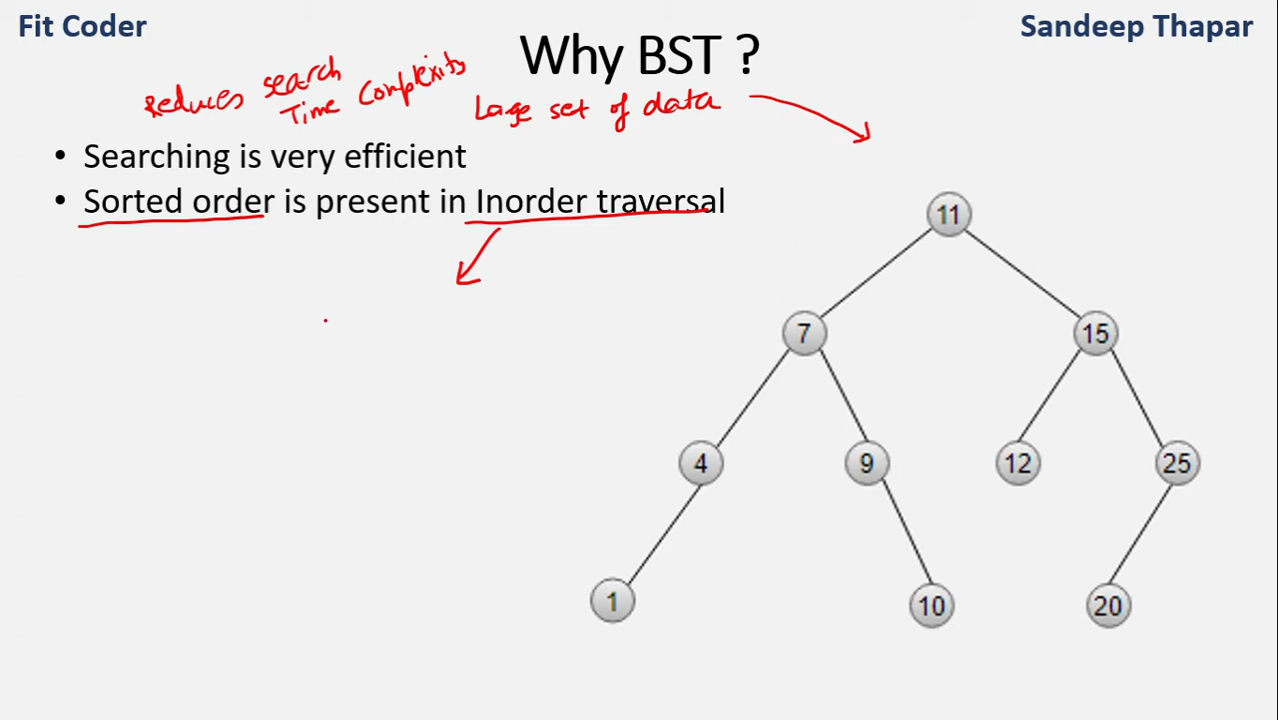 Fit Coder
Sandeep Thapar
Why BST ?
Reduces search
Time Complexity
Large set of data
• Searching is very efficient
• Sorted order is present in Inorder traversal
11
7
15
4
9
12
25
1
10
20